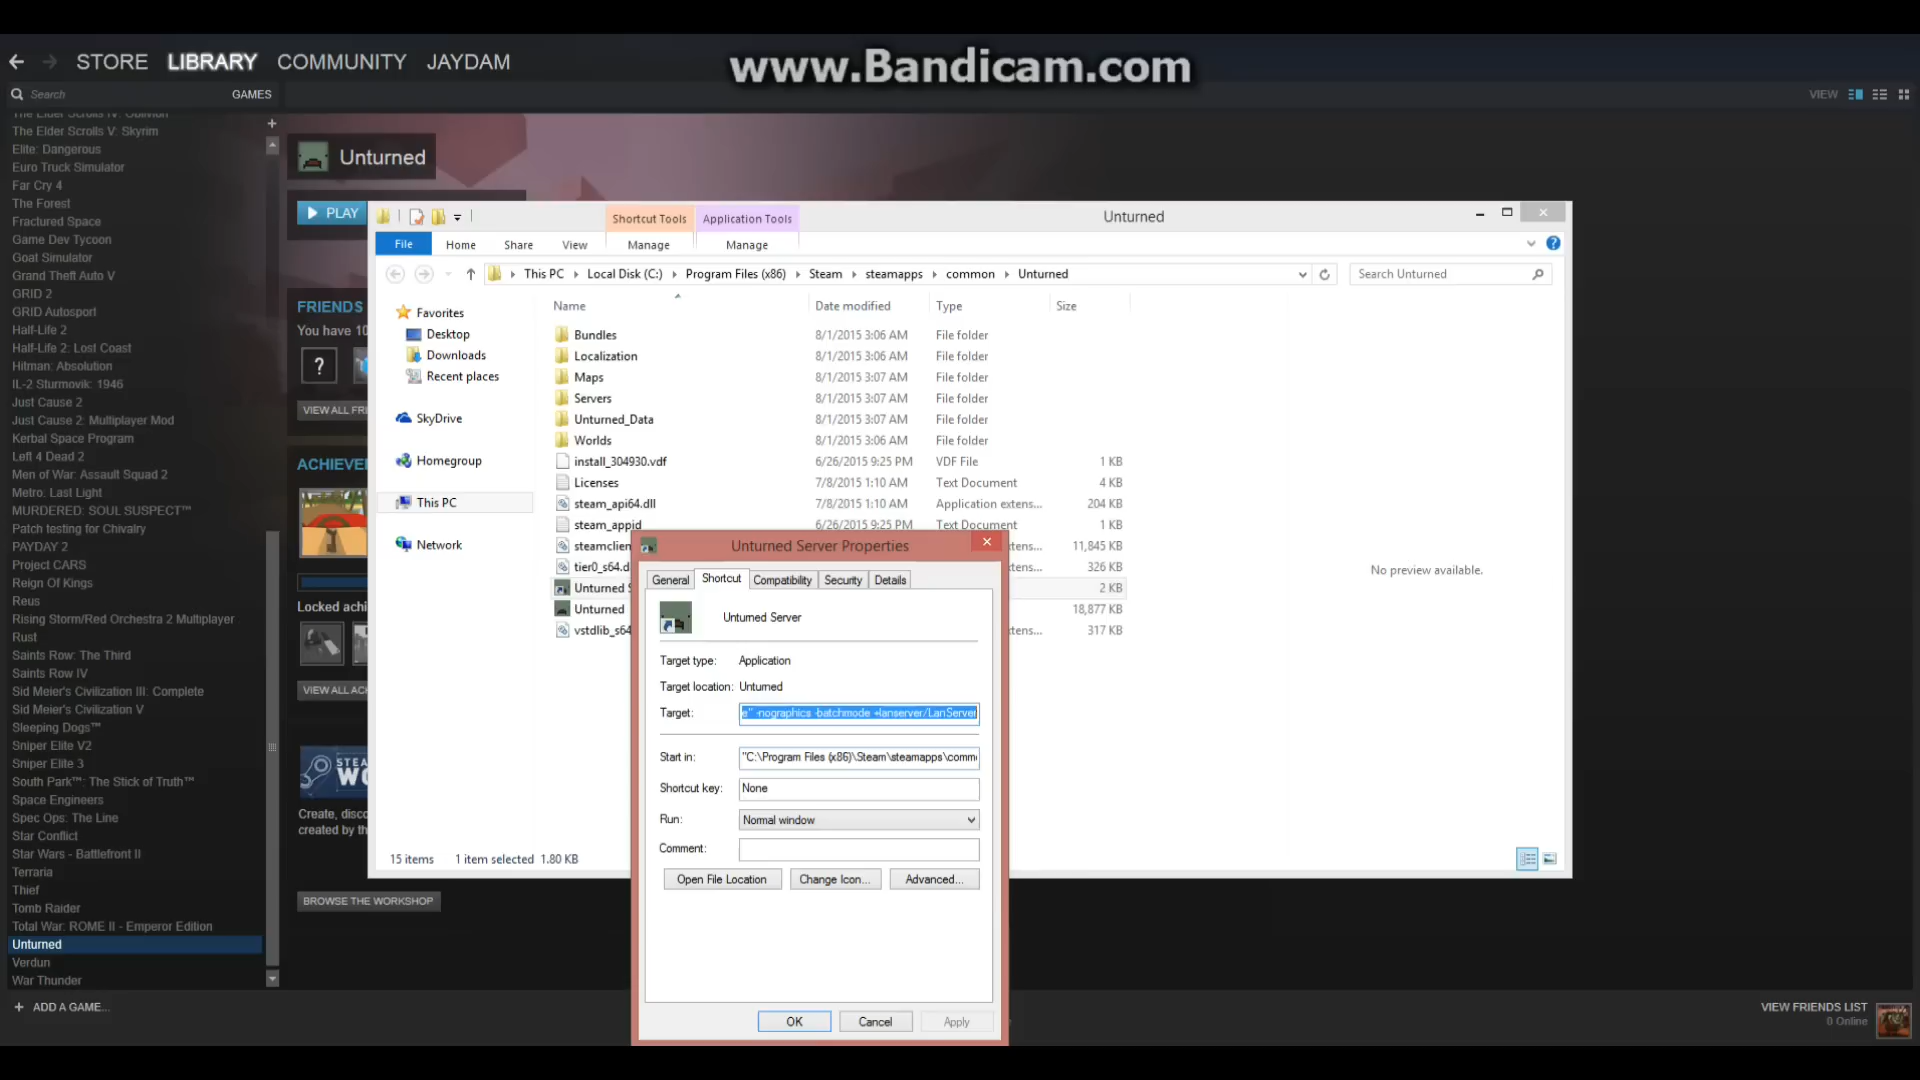 www.Bandicam.com
STORE LIBRARY COMMUNITY JAYDAM
Search GAMES
VIEW
The Elder Scrolls IV: Oblivion
The Elder Scrolls V: Skyrim
Elite: Dangerous
Euro Truck Simulator
Far Cry 4
The Forest
Fractured Space
Game Dev Tycoon
Goat Simulator
Grand Theft Auto V
GRID 2
GRID Autosport
Half-Life 2
Half-Life 2: Lost Coast
Hitman: Absolution
IL-2 Sturmovik: 1946
Just Cause 2
Just Cause 2: Multiplayer Mod
Kerbal Space Program
Left 4 Dead 2
Men of War: Assault Squad 2
Metro: Last Light
MURDERED: SOUL SUSPECT™
Patch testing for Chivalry
PAYDAY 2
Project CARS
Reign Of Kings
Reus
Rising Storm/Red Orchestra 2 Multiplayer
Rust
Saints Row: The Third
Saints Row IV
Sid Meier's Civilization III: Complete
Sid Meier's Civilization V
Sleeping Dogs™
Sniper Elite V2
Sniper Elite 3
South Park™: The Stick of Truth™
Space Engineers
Spec Ops: The Line
Star Conflict
Star Wars - Battlefront II
Terraria
Thief
Tomb Raider
Total War: ROME II - Emperor Edition
Unturned
Verdun
War Thunder
+ ADD A GAME...
Unturned
PLAY
FRIENDS
You have 10
?
VIEW ALL FRI
ACHIEVE
Locked achi
VIEW ALL ACH
STEA
WO
Create, disco
created by th
BROWSE THE WORKSHOP
Shortcut Tools Application Tools Unturned
File Home Share View Manage Manage
This PC Local Disk (C:) Program Files (x86) Steam steamapps common Unturned
Search Unturned
Favorites
Desktop
Downloads
Recent places
SkyDrive
Homegroup
This PC
Network
Name Date modified Type Size
Bundles 8/1/2015 3:06 AM File folder
Localization 8/1/2015 3:06 AM File folder
Maps 8/1/2015 3:07 AM File folder
Servers 8/1/2015 3:07 AM File folder
Unturned_Data 8/1/2015 3:07 AM File folder
Worlds 8/1/2015 3:06 AM File folder
install_304930.vdf 6/26/2015 9:25 PM VDF File 1 KB
Licenses 7/8/2015 1:10 AM Text Document 4 KB
steam_api64.dll 7/8/2015 1:10 AM Application extens... 204 KB
steam_appid 6/26/2015 9:25 PM Text Document 1 KB
steamclien tens... 11,845 KB
tier0_s64.d tens... 326 KB
Unturned S 2 KB
Unturned 18,877 KB
vstdlib_s64 tens... 317 KB
No preview available.
15 items 1 item selected 1.80 KB
Unturned Server Properties
General Shortcut Compatibility Security Details
Unturned Server
Target type: Application
Target location: Unturned
Target: e" -nographics -batchmode +lanserver/LanServer
Start in: "C:\Program Files (x86)\Steam\steamapps\comm
Shortcut key: None
Run: Normal window
Comment:
Open File Location Change Icon... Advanced...
OK Cancel Apply
VIEW FRIENDS LIST
0 Online